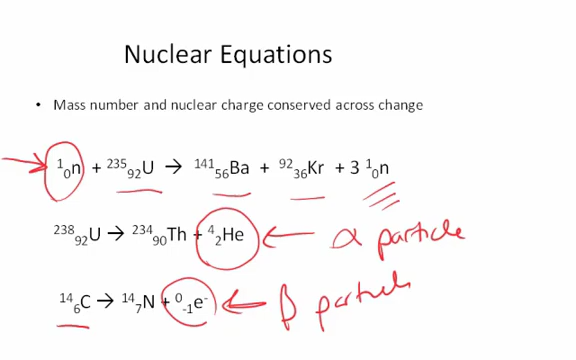 Nuclear Equations
• Mass number and nuclear charge conserved across change
¹₀n + ²³⁵₉₂U → ¹⁴¹₅₆Ba + ⁹²₃₆Kr + 3 ¹₀n
²³⁸₉₂U → ²³⁴₉₀Th + ⁴₂He ← α particle
¹⁴₆C → ¹⁴₇N + ⁰₋₁e⁻ ← β particle